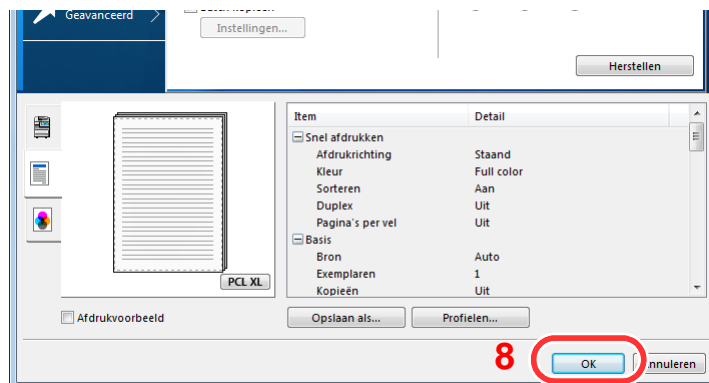 Geavanceerd
Instellingen...
Herstellen
Item Detail
Snel afdrukken
Afdrukrichting Staand
Kleur Full color
Sorteren Aan
Duplex Uit
Pagina's per vel Uit
Basis
Bron Auto
Exemplaren 1
Kopieën Uit
PCL XL
Afdrukvoorbeeld
Opslaan als... Profielen...
8 OK nnuleren